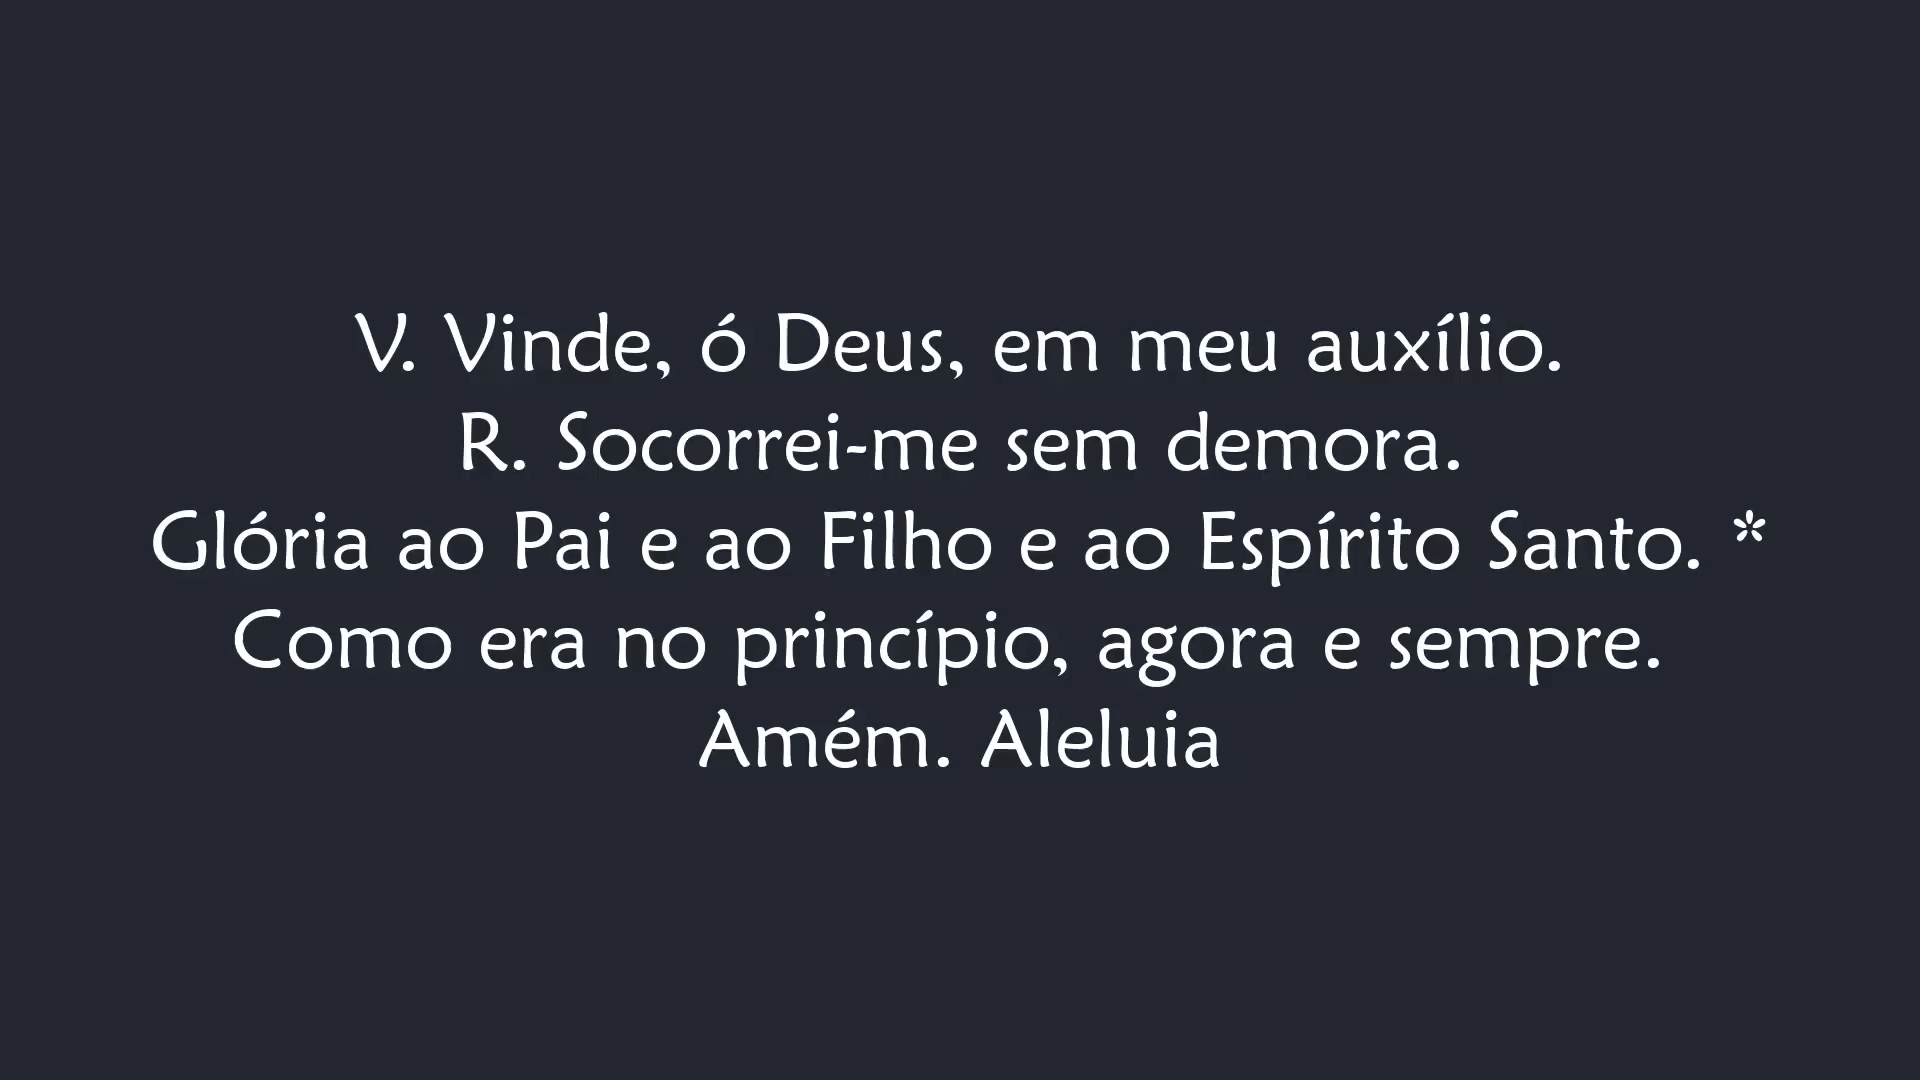 V. Vinde, ó Deus, em meu auxílio.
R. Socorrei-me sem demora.
Glória ao Pai e ao Filho e ao Espírito Santo. *
Como era no princípio, agora e sempre.
Amém. Aleluia